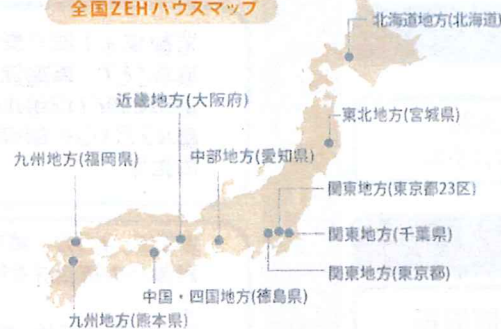 全国ZEHハウスマップ
北海道地方(北海道)
近畿地方(大阪府)
東北地方(宮城県)
九州地方(福岡県)
中部地方(愛知県)
関東地方(東京都23区)
関東地方(千葉県)
関東地方(東京都)
中国・四国地方(徳島県)
九州地方(熊本県)